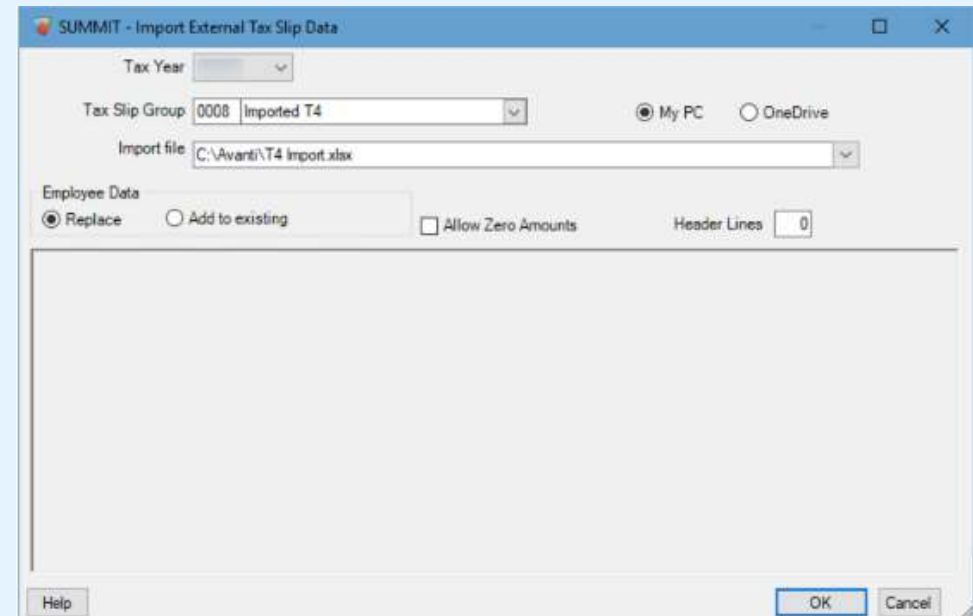 SUMMIT - Import External Tax Slip Data
Tax Year
Tax Slip Group 0008 Imported T4 My PC OneDrive
Import file C:\Avanti\T4 Import.xlsx
Employee Data
Replace Add to existing Allow Zero Amounts Header Lines 0
Help OK Cancel